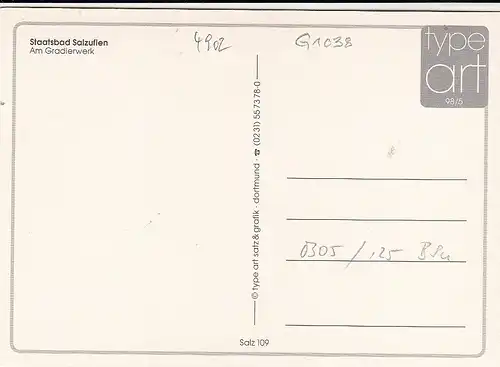 Staatsbad Salzuflen
Am Gradierwerk
4902
G1038
type
art
98/5
© type art satz & grafik · dortmund · ☎ (0231) 55 73 78-0
0305 / ,25
Salz 109